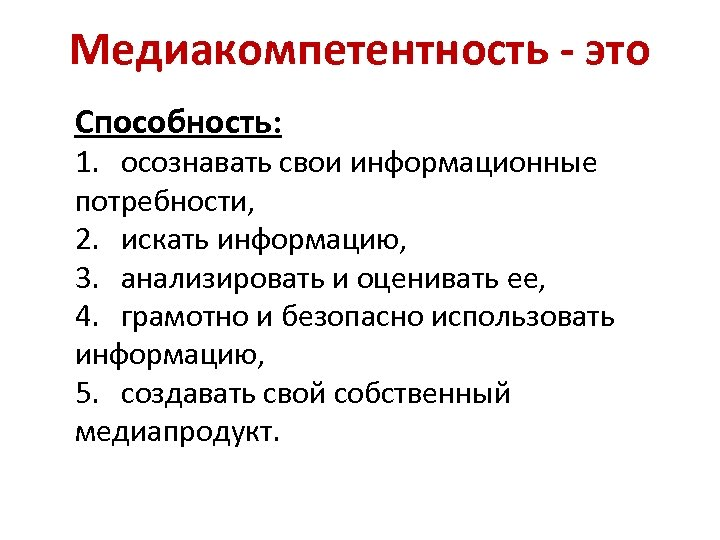 Медиакомпетентность - это
Способность:
1. осознавать свои информационные
потребности,
2. искать информацию,
3. анализировать и оценивать ее,
4. грамотно и безопасно использовать
информацию,
5. создавать свой собственный
медиапродукт.